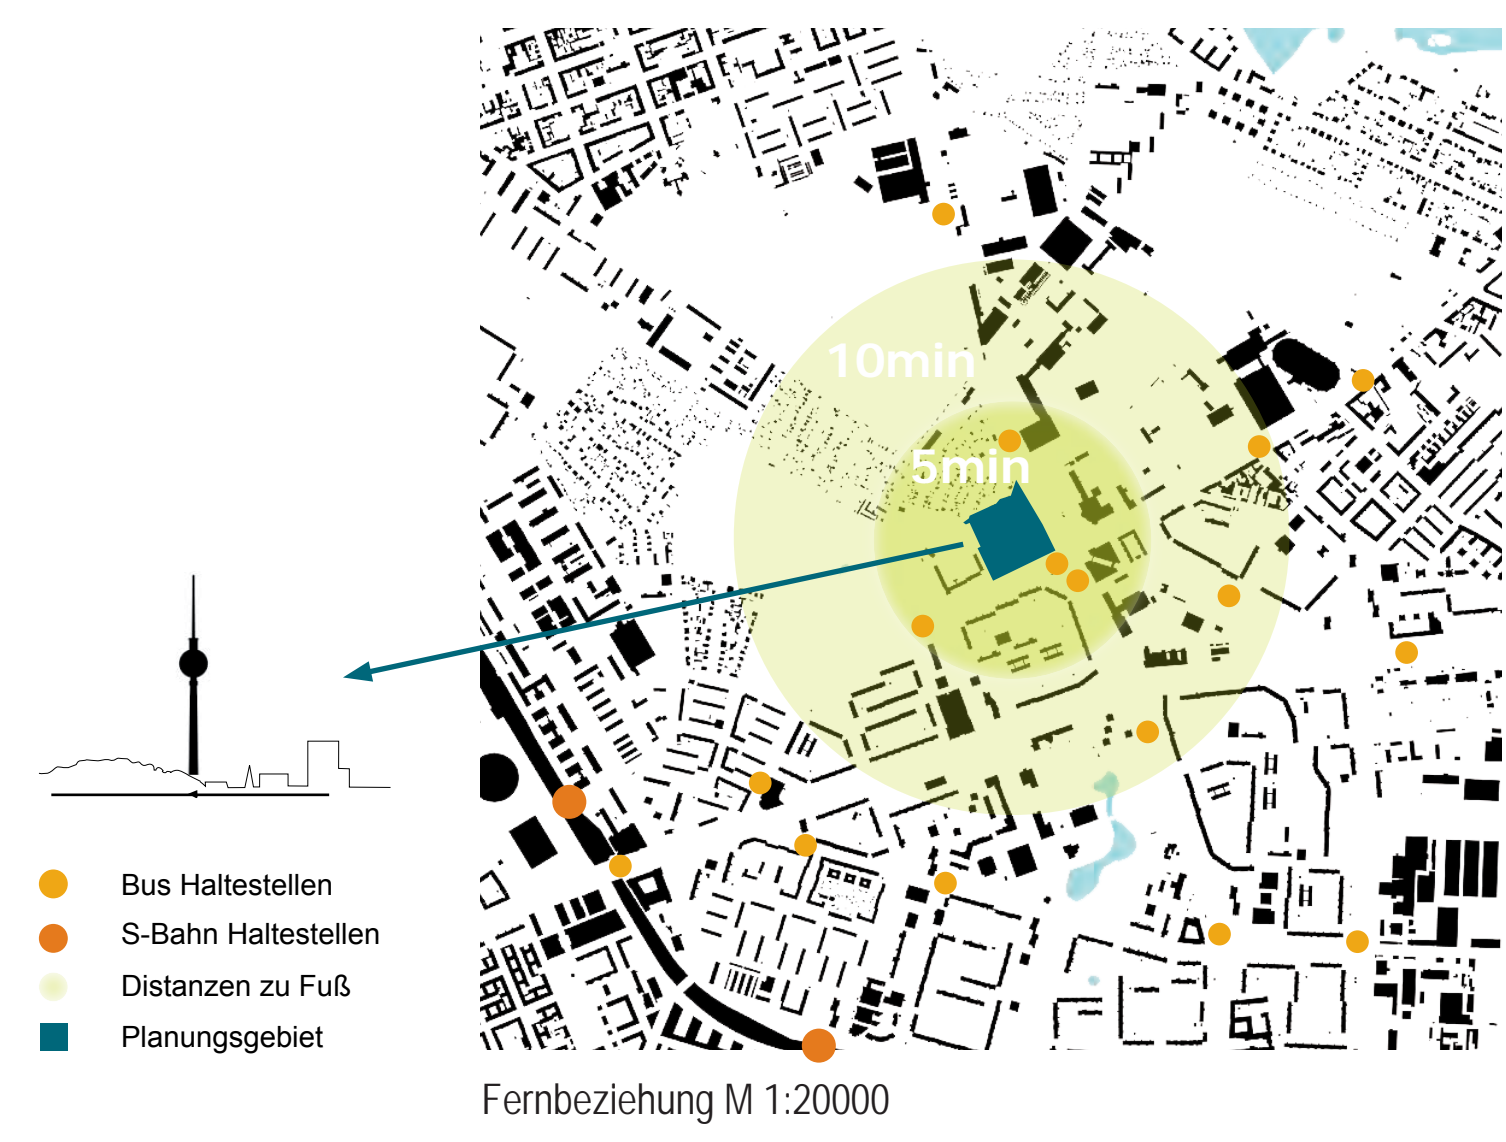 10min
5min
Bus Haltestellen
S-Bahn Haltestellen
Distanzen zu Fuß
Planungsgebiet
Fernbeziehung M 1:20000